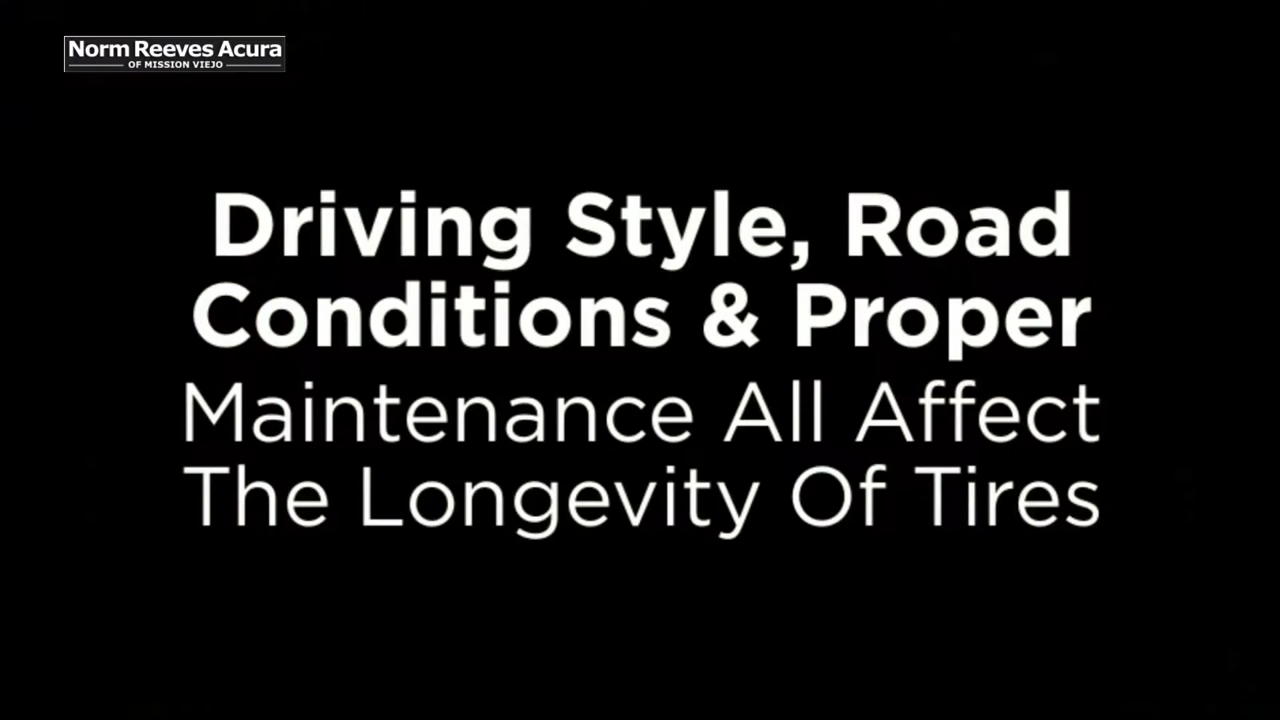 Norm Reeves Acura
OF MISSION VIEJO
Driving Style, Road
Conditions & Proper
Maintenance All Affect
The Longevity Of Tires